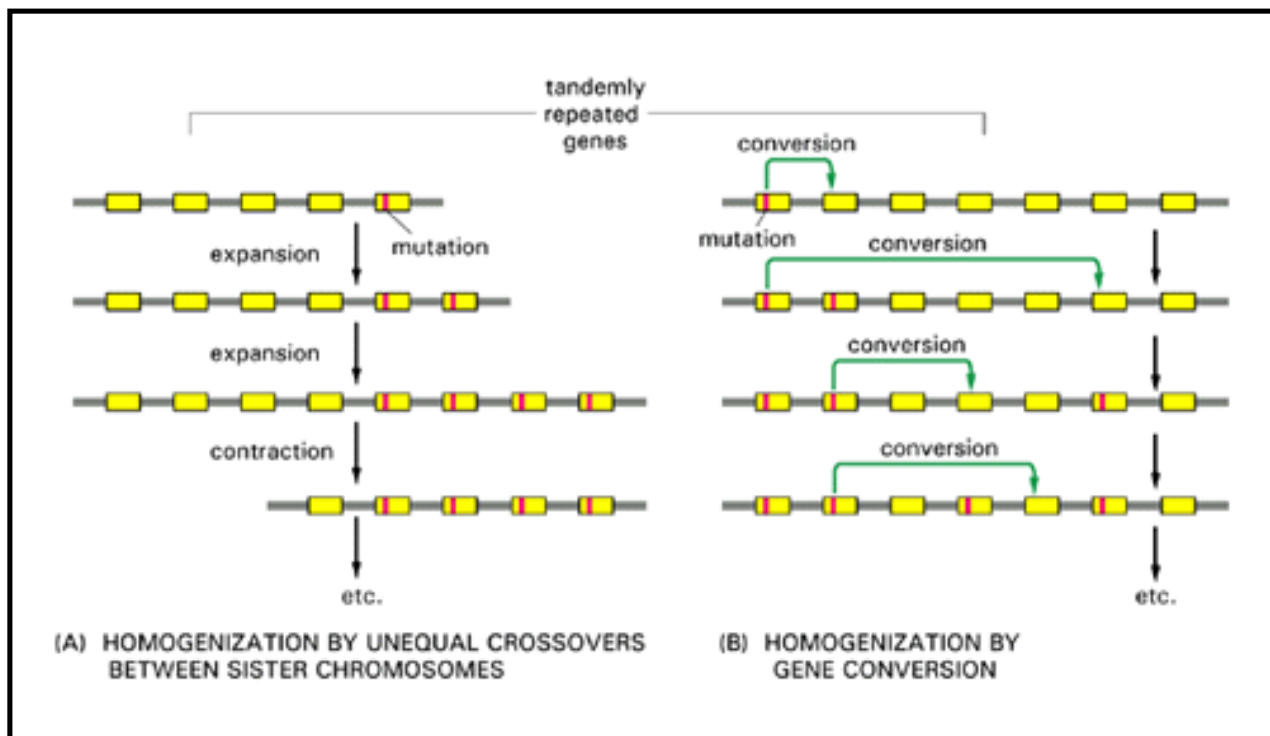 tandemly
repeated
genes
mutation
expansion
expansion
contraction
etc.
(A) HOMOGENIZATION BY UNEQUAL CROSSOVERS
BETWEEN SISTER CHROMOSOMES
conversion
mutation
conversion
conversion
conversion
etc.
(B) HOMOGENIZATION BY
GENE CONVERSION